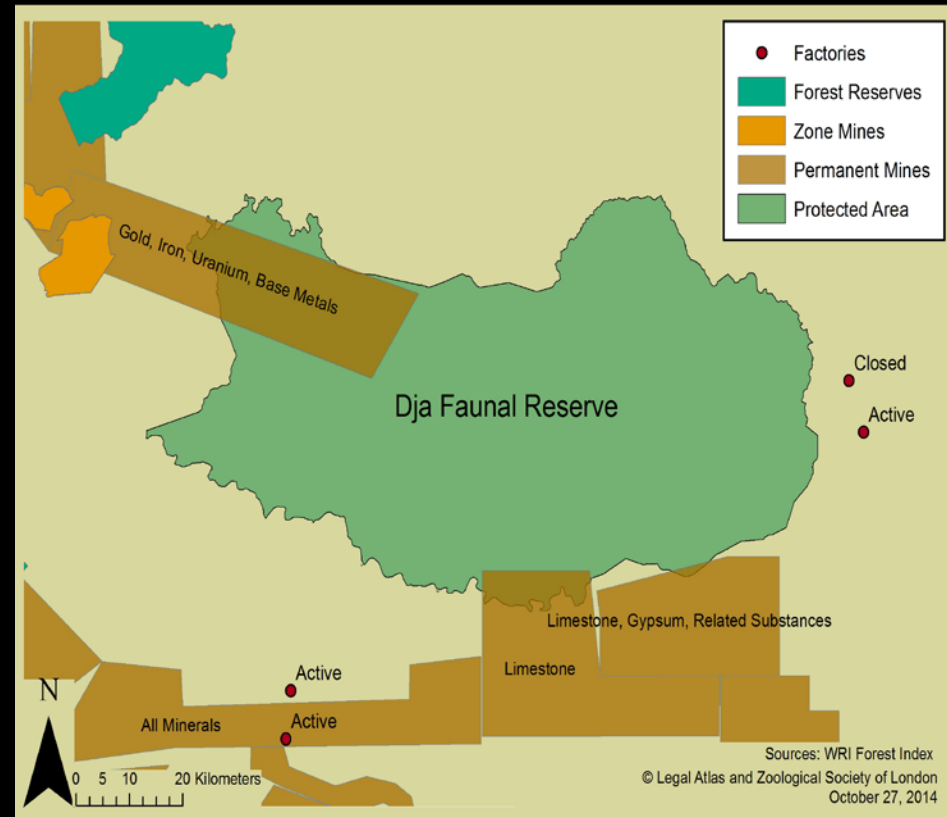 Factories
Forest Reserves
Zone Mines
Permanent Mines
Protected Area
Gold, Iron, Uranium, Base Metals
Closed
Active
Dja Faunal Reserve
Limestone, Gypsum, Related Substances
Limestone
Active
N
All Minerals
Active
0 5 10 20 Kilometers
Sources: WRI Forest Index
© Legal Atlas and Zoological Society of London
October 27, 2014